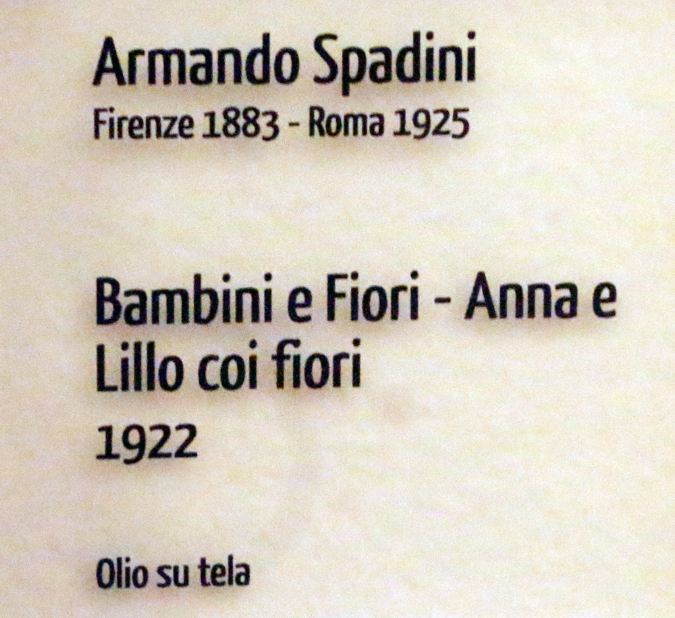 Armando Spadini
Firenze 1883 - Roma 1925
Bambini e Fiori - Anna e
Lillo coi fiori
1922
Olio su tela